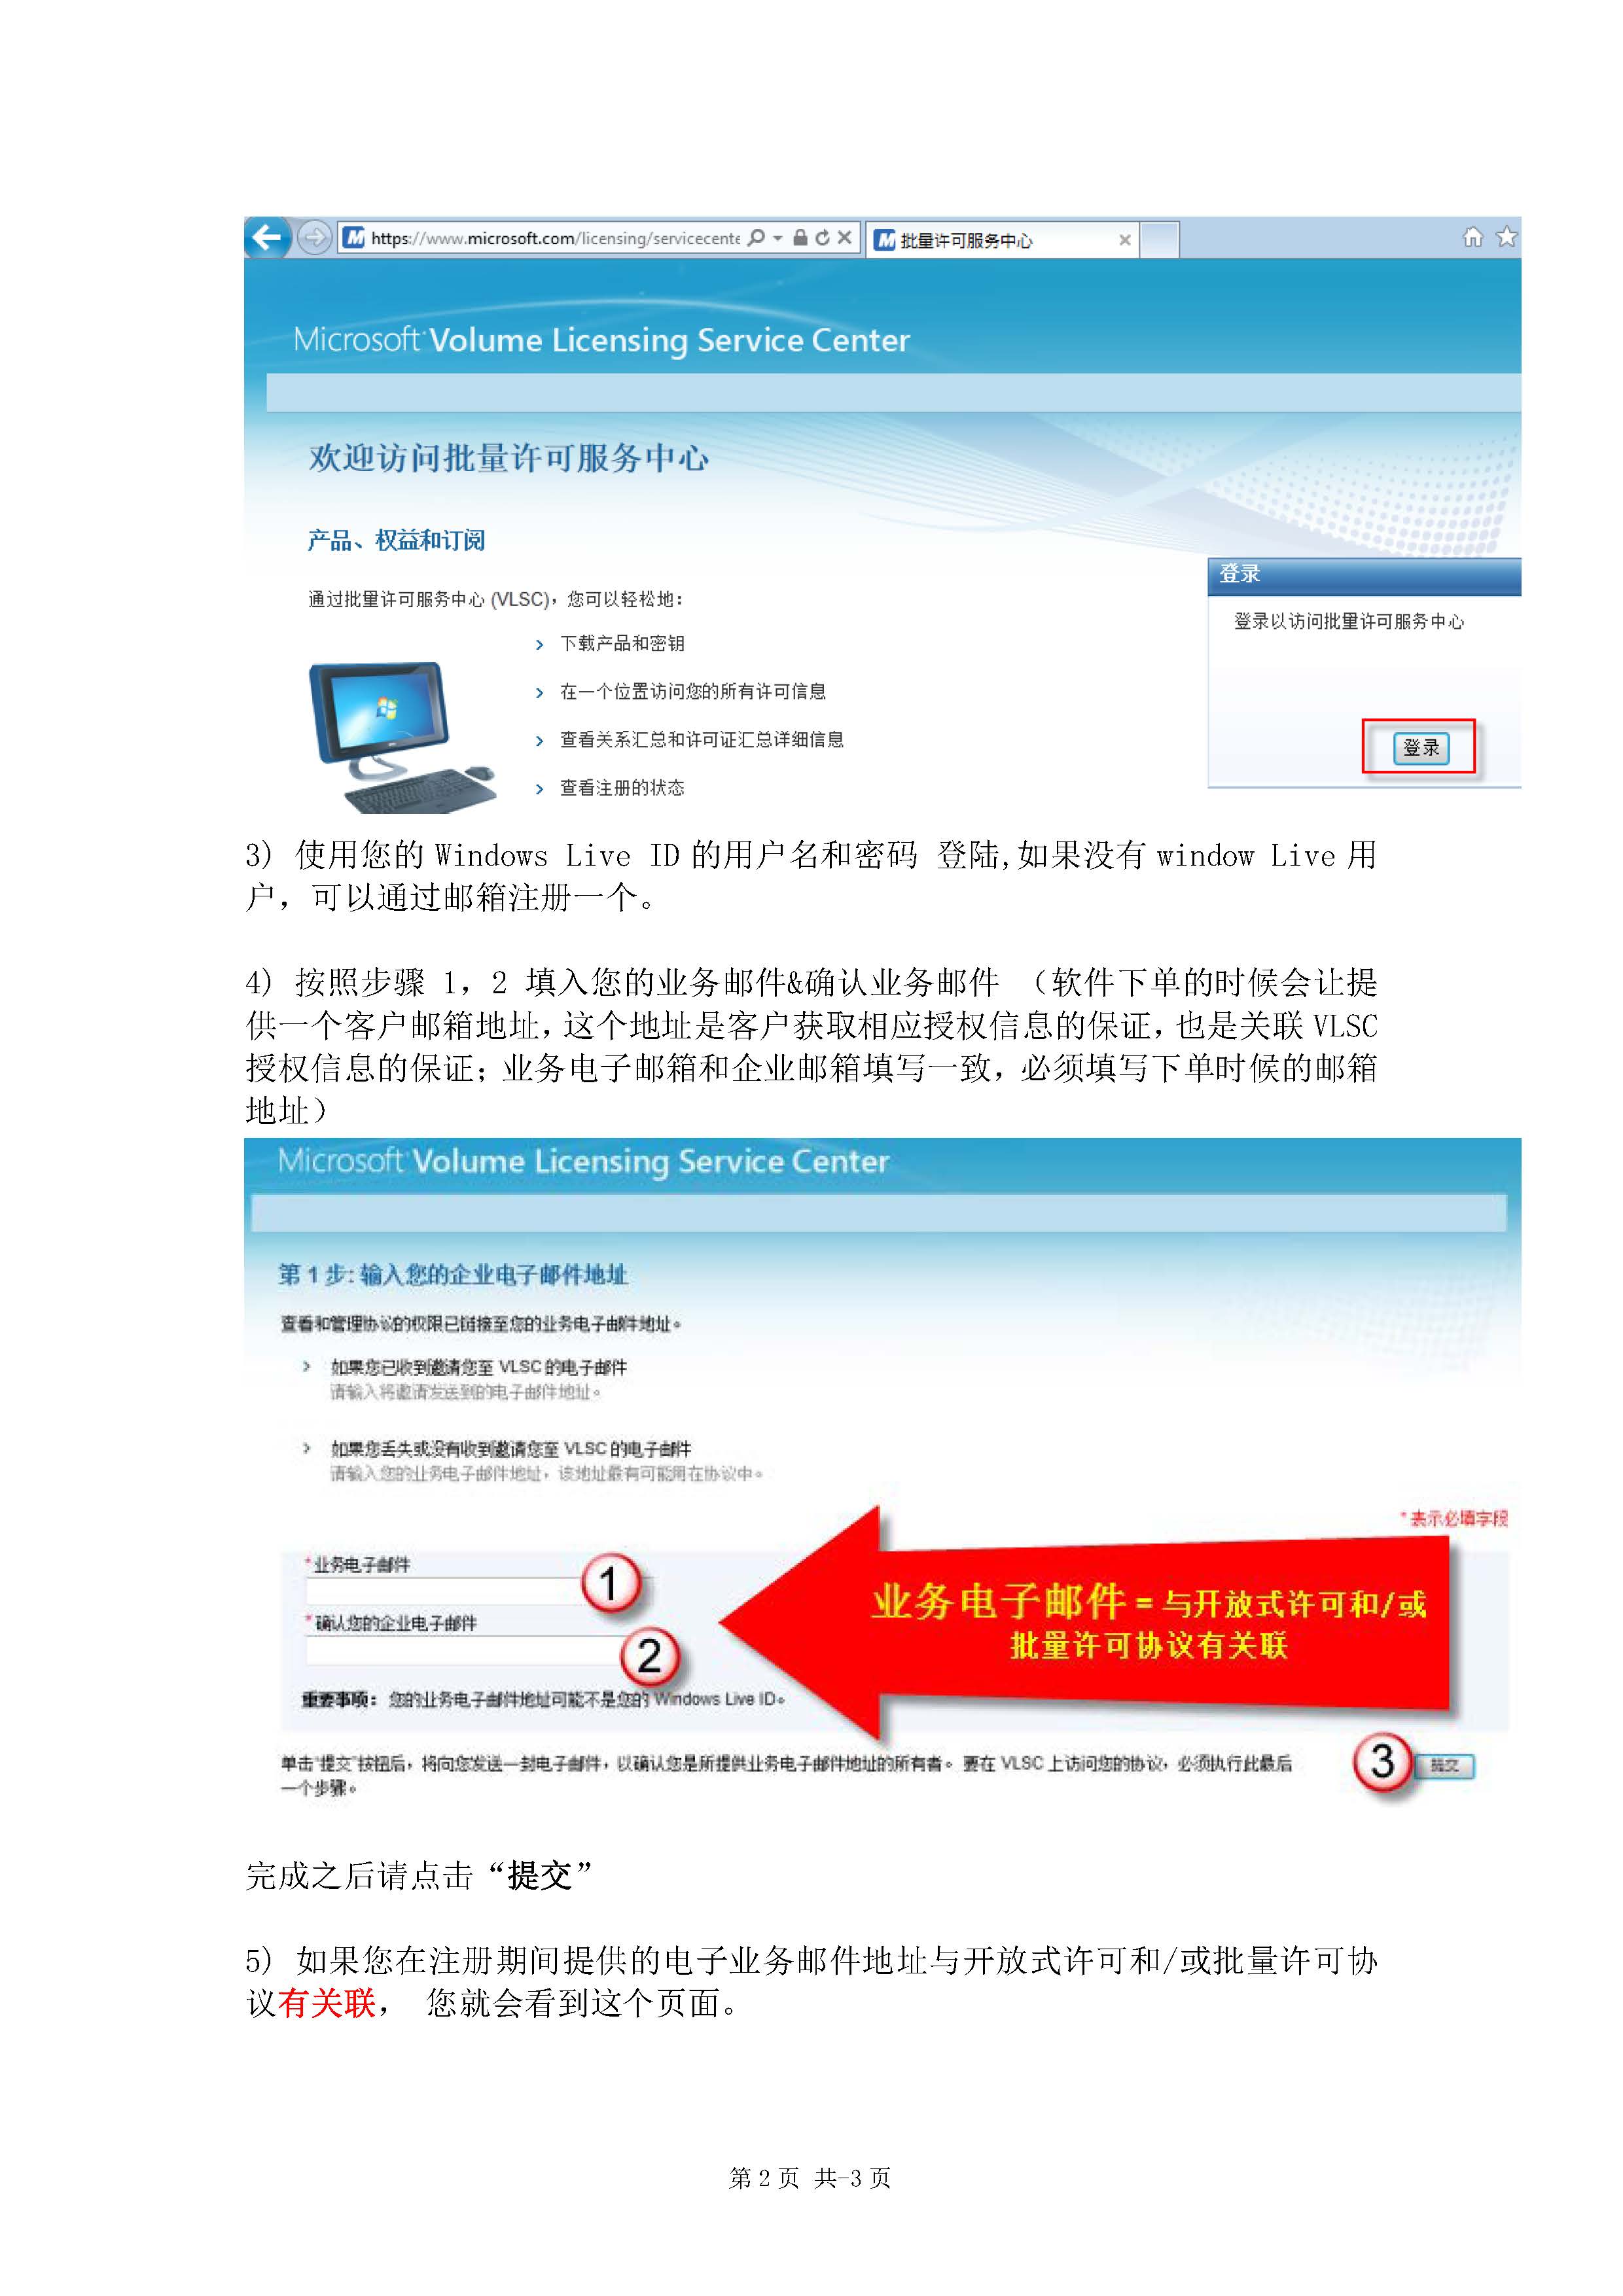 https://www.microsoft.com/licensing/servicecente
批量许可服务中心
Microsoft Volume Licensing Service Center
欢迎访问批量许可服务中心
产品、权益和订阅
通过批量许可服务中心 (VLSC)，您可以轻松地：
> 下载产品和密钥
> 在一个位置访问您的所有许可信息
> 查看关系汇总和许可证汇总详细信息
> 查看注册的状态
登录
登录以访问批量许可服务中心
登录
3) 使用您的 Windows Live ID 的用户名和密码 登陆,如果没有 window Live 用
户，可以通过邮箱注册一个。
4) 按照步骤 1，2 填入您的业务邮件&确认业务邮件 （软件下单的时候会让提
供一个客户邮箱地址，这个地址是客户获取相应授权信息的保证，也是关联 VLSC
授权信息的保证；业务电子邮箱和企业邮箱填写一致，必须填写下单时候的邮箱
地址）
Microsoft Volume Licensing Service Center
第 1 步: 输入您的企业电子邮件地址
查看和管理协议的权限已链接至您的业务电子邮件地址。
> 如果您已收到邀请您至 VLSC 的电子邮件
请输入将邀请发送到的电子邮件地址。
> 如果您丢失或没有收到邀请您至 VLSC 的电子邮件
请输入您的业务电子邮件地址，该地址最有可能用在协议中。
*表示必填字段
*业务电子邮件
1
*确认您的企业电子邮件
2
业务电子邮件 = 与开放式许可和/或
批量许可协议有关联
重要事项： 您的业务电子邮件地址可能不是您的 Windows Live ID。
单击“提交”按钮后，将向您发送一封电子邮件，以确认您是所提供业务电子邮件地址的所有者。 要在 VLSC 上访问您的协议，必须执行此最后
一个步骤。
3
提交
完成之后请点击“提交”
5) 如果您在注册期间提供的电子业务邮件地址与开放式许可和/或批量许可协
议有关联， 您就会看到这个页面。
第 2 页 共-3 页